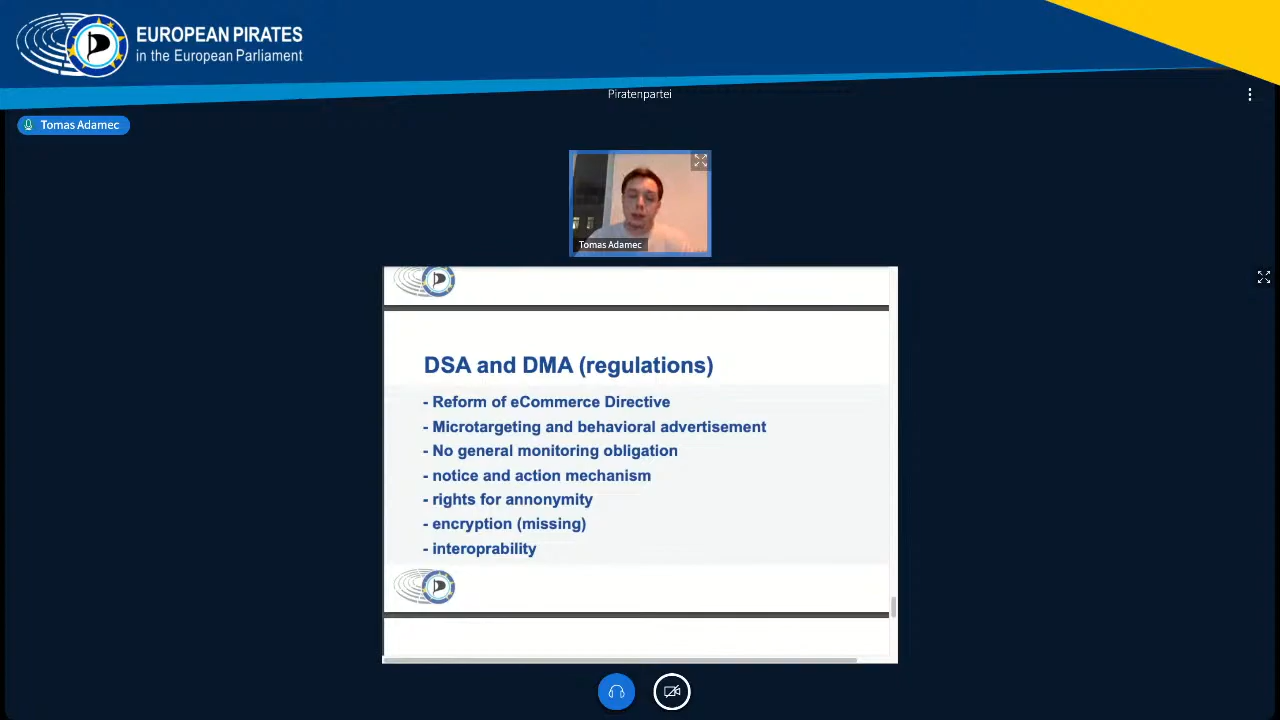 EUROPEAN PIRATES
in the European Parliament
Piratenpartei
Tomas Adamec
Tomas Adamec
DSA and DMA (regulations)
- Reform of eCommerce Directive
- Microtargeting and behavioral advertisement
- No general monitoring obligation
- notice and action mechanism
- rights for annonymity
- encryption (missing)
- interoprability